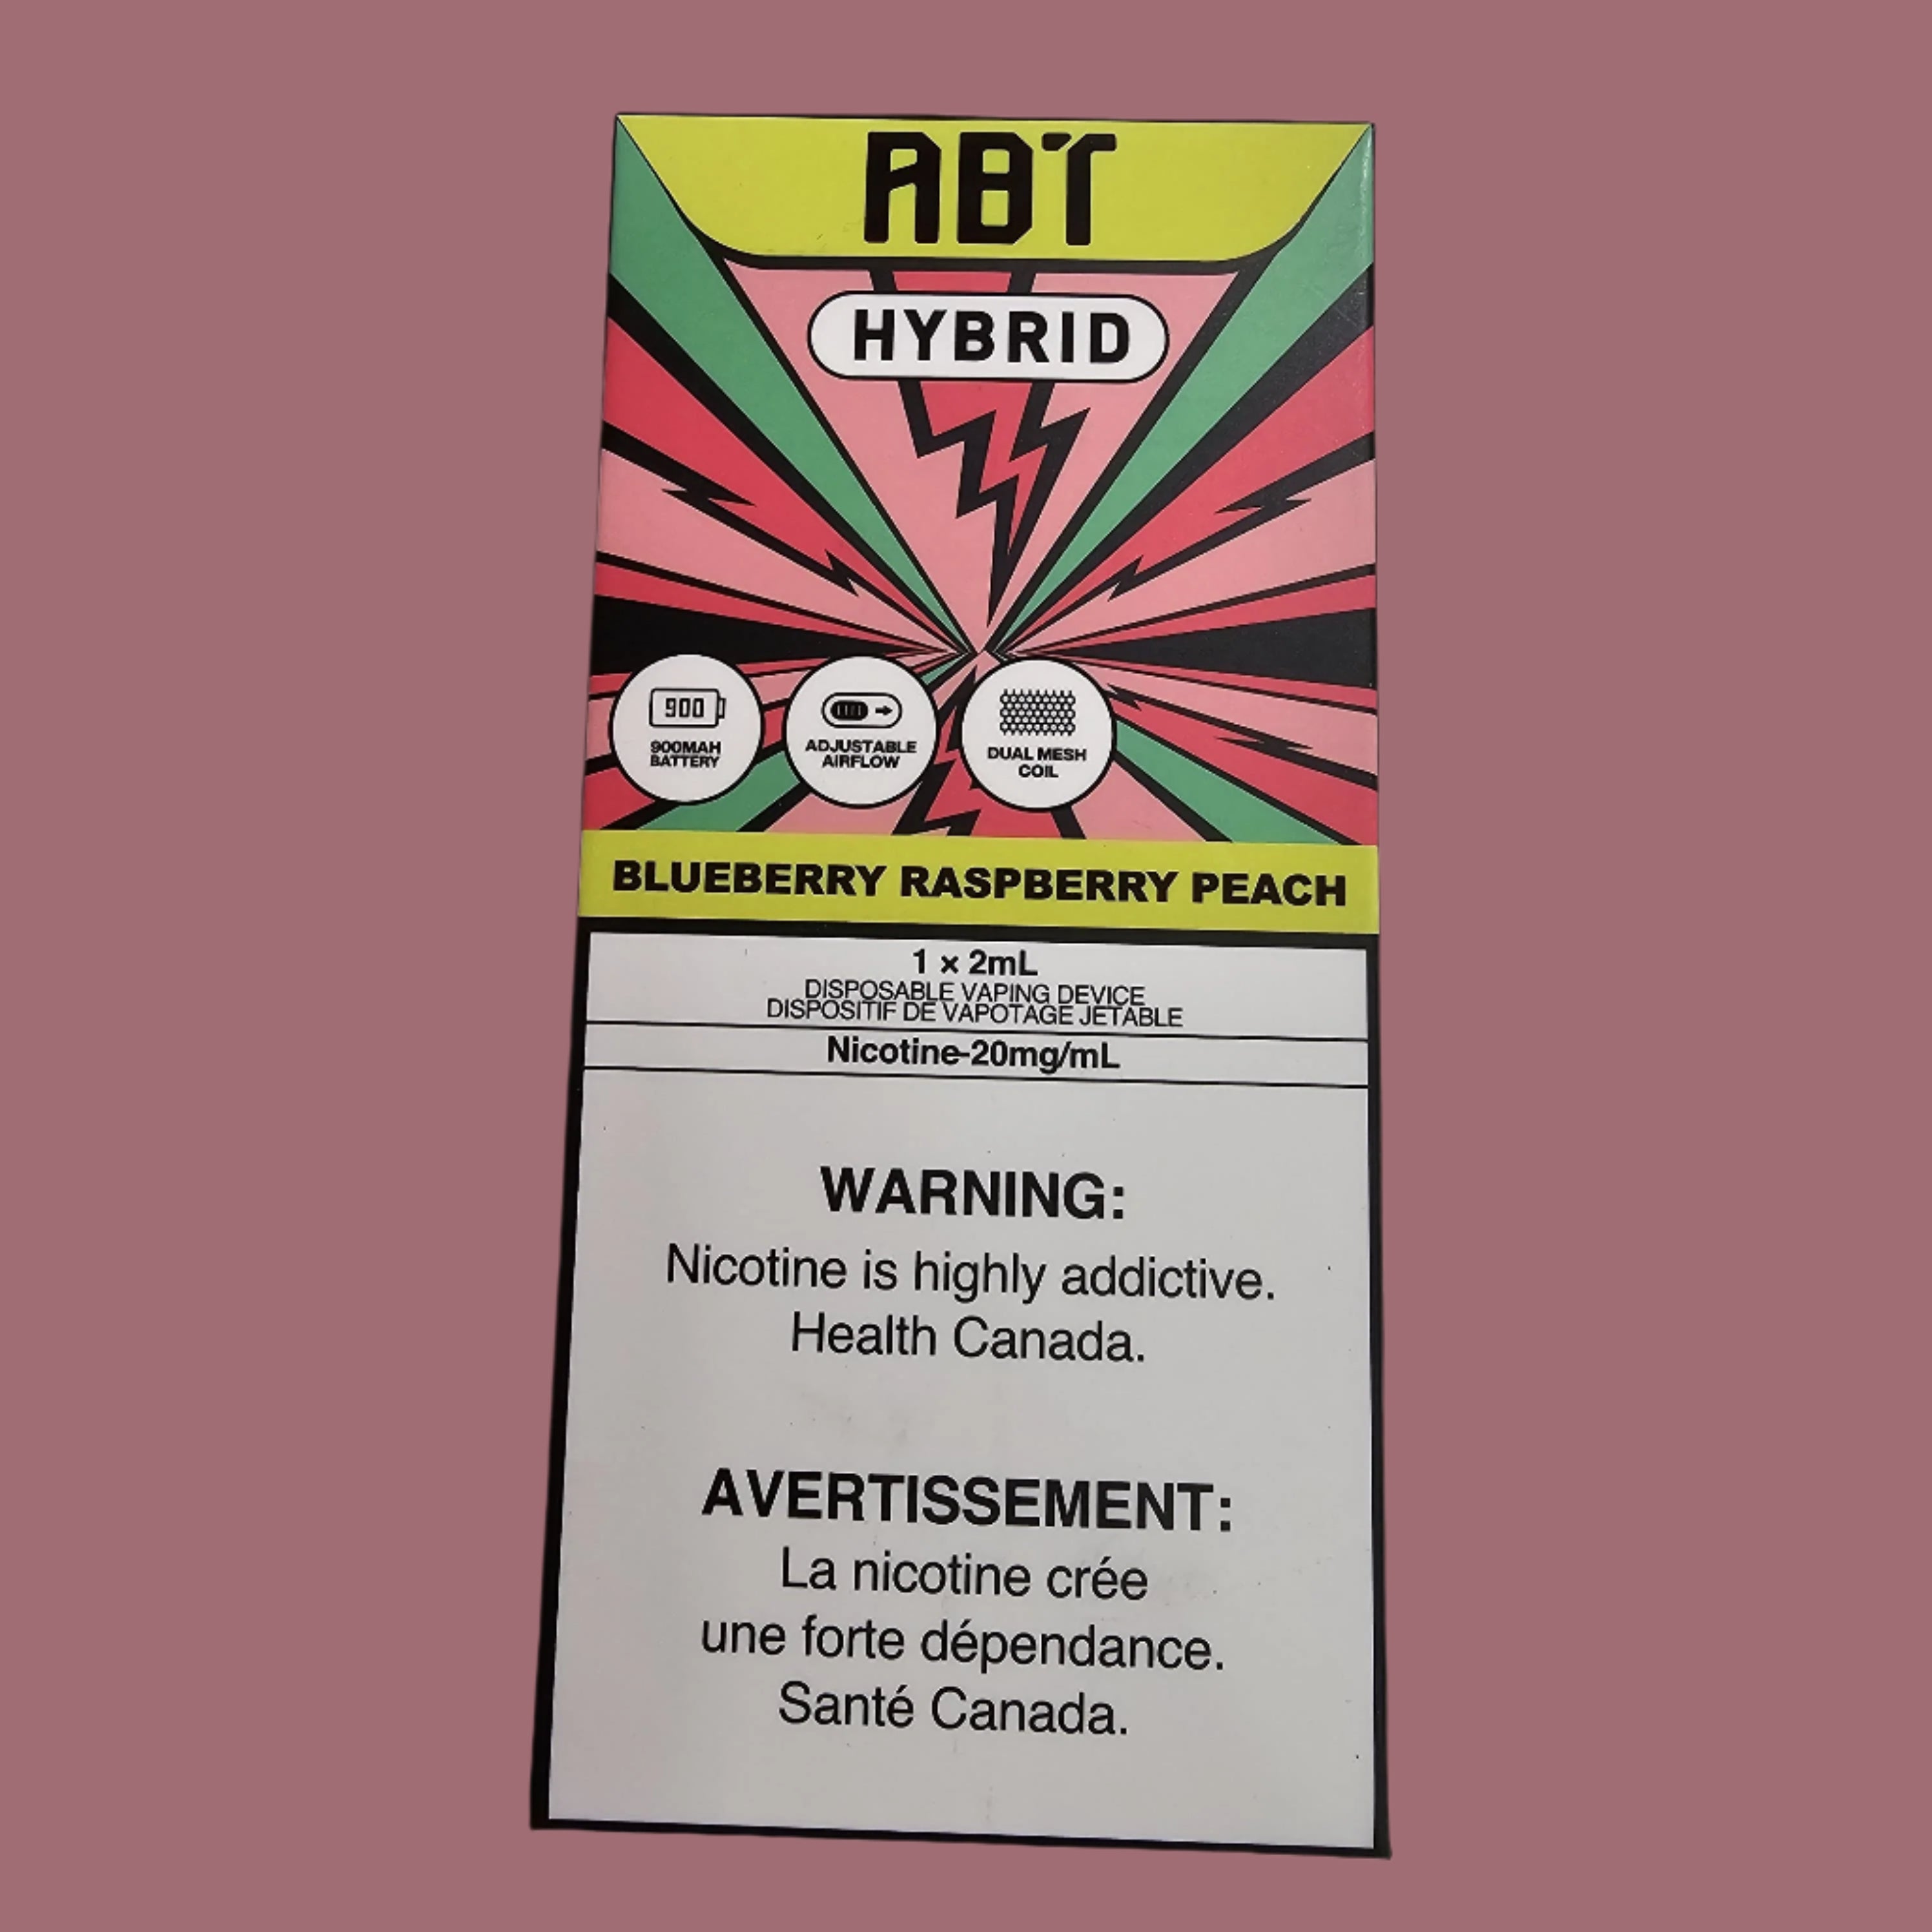 ABT
HYBRID
900
900MAH
BATTERY
ADJUSTABLE
AIRFLOW
DUAL MESH
COIL
BLUEBERRY RASPBERRY PEACH
1 x 2mL
DISPOSABLE VAPING DEVICE
DISPOSITIF DE VAPOTAGE JETABLE
Nicotine-20mg/mL
WARNING:
Nicotine is highly addictive.
Health Canada.
AVERTISSEMENT:
La nicotine crée
une forte dépendance.
Santé Canada.